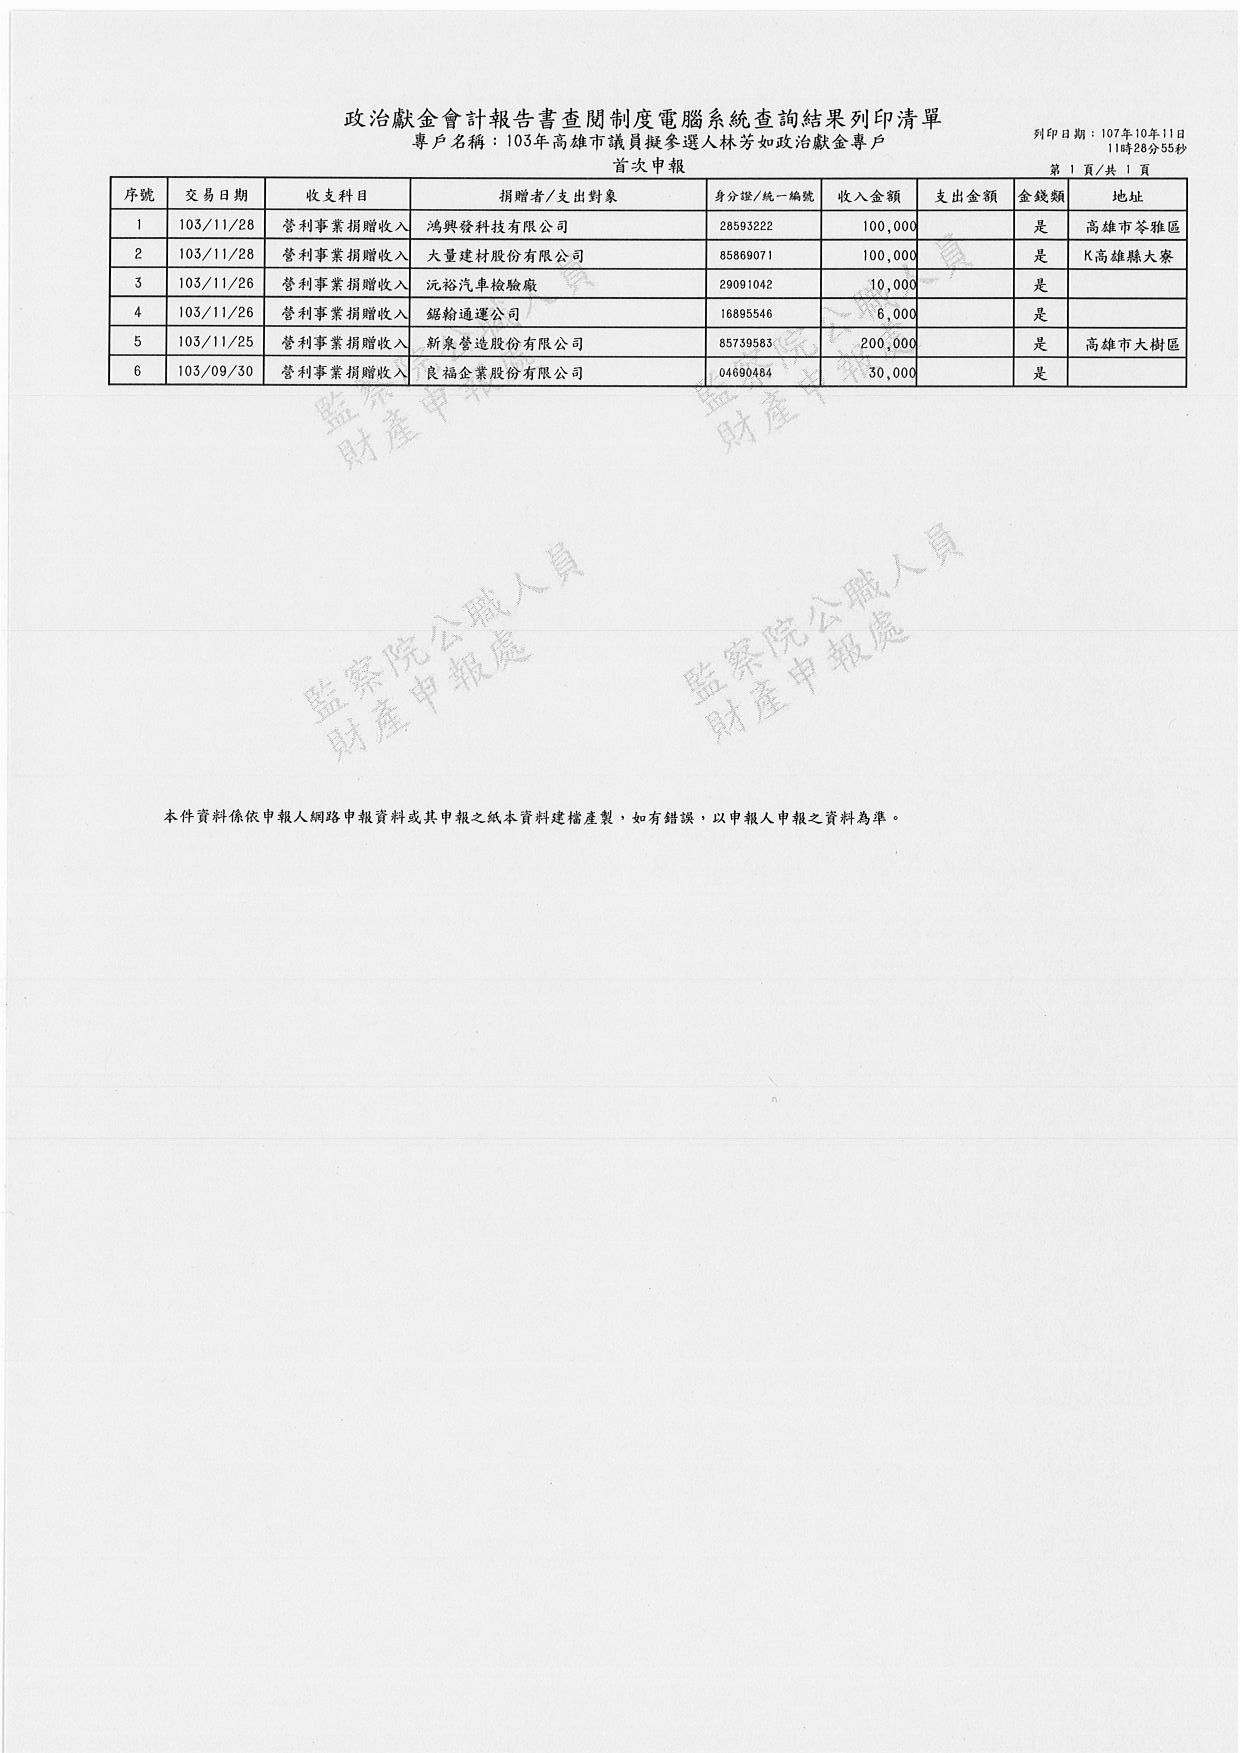 政治獻金會計報告書查閱制度電腦系統查詢結果列印清單
專戶名稱：103年高雄市議員擬參選人林芳如政治獻金專戶
首次申報
列印日期：107年10年11日
11時28分55秒
第 1 頁/共 1 頁
序號 交易日期 收支科目 捐贈者/支出對象 身分證/統一編號 收入金額 支出金額 金錢類 地址
1 103/11/28 營利事業捐贈收入 鴻興發科技有限公司 28593222 100,000 是 高雄市苓雅區
2 103/11/28 營利事業捐贈收入 大量建材股份有限公司 85869071 100,000 是 K高雄縣大寮
3 103/11/26 營利事業捐贈收入 沅裕汽車檢驗廠 29091042 10,000 是
4 103/11/26 營利事業捐贈收入 鋸翰通運公司 16895546 6,000 是
5 103/11/25 營利事業捐贈收入 新泉營造股份有限公司 85739583 200,000 是 高雄市大樹區
6 103/09/30 營利事業捐贈收入 良福企業股份有限公司 04690484 30,000 是
監察院公職人員
財產申報處
監察院公職人員
財產申報處
監察院公職人員
財產申報處
監察院公職人員
財產申報處
本件資料係依申報人網路申報資料或其申報之紙本資料建檔產製，如有錯誤，以申報人申報之資料為準。